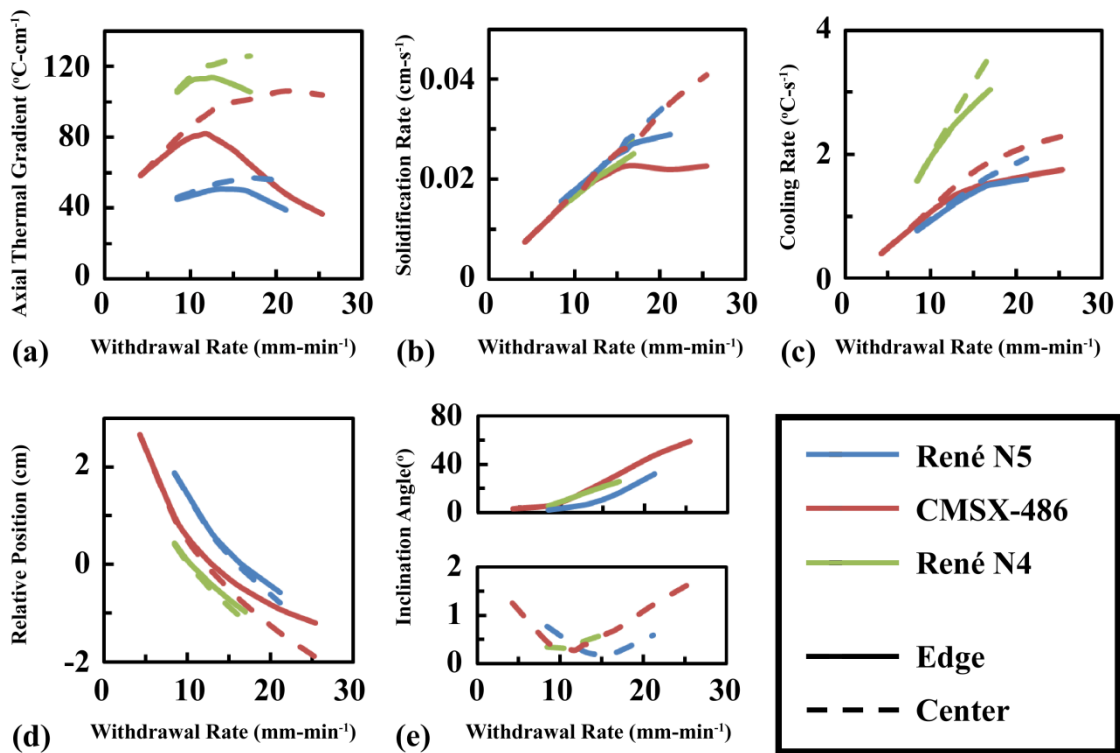 Axial Thermal Gradient (°C-cm⁻¹)
120
80
40
0
0 10 20 30
(a) Withdrawal Rate (mm-min⁻¹)
Solidification Rate (cm-s⁻¹)
0.04
0.02
0
0 10 20 30
(b) Withdrawal Rate (mm-min⁻¹)
Cooling Rate (°C-s⁻¹)
4
2
0
0 10 20 30
(c) Withdrawal Rate (mm-min⁻¹)
Relative Position (cm)
2
0
-2
0 10 20 30
(d) Withdrawal Rate (mm-min⁻¹)
Inclination Angle(°)
80
40
0
2
1
0
0 10 20 30
(e) Withdrawal Rate (mm-min⁻¹)
René N5
CMSX-486
René N4
Edge
Center